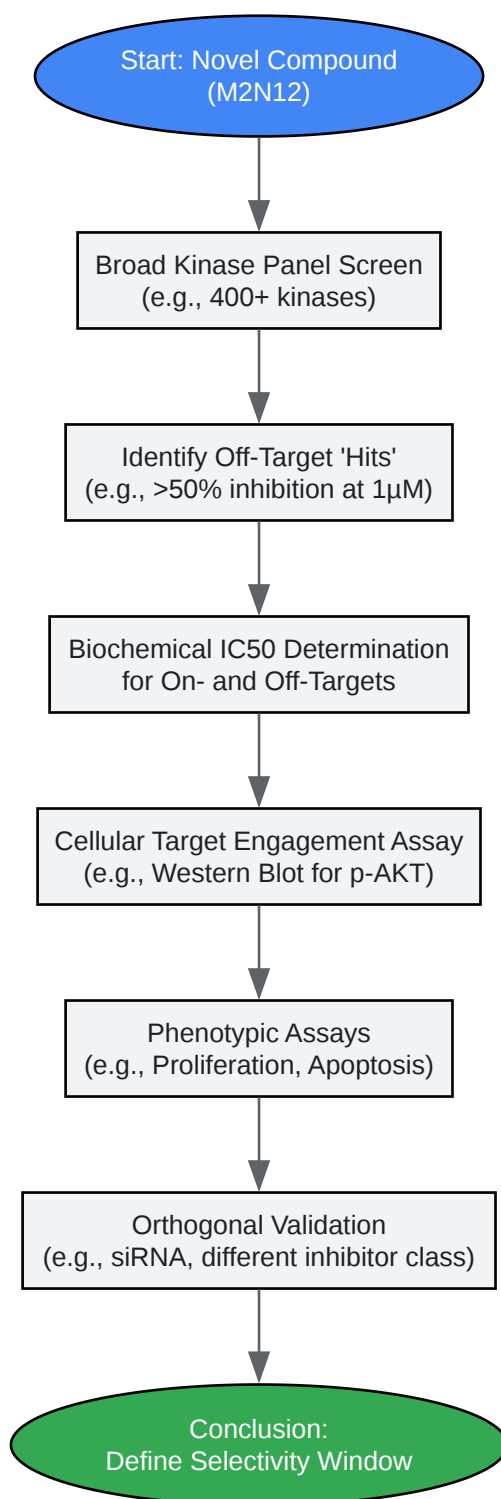 Start: Novel Compound
(M2N12)
Broad Kinase Panel Screen
(e.g., 400+ kinases)
Identify Off-Target 'Hits'
(e.g., >50% inhibition at 1µM)
Biochemical IC50 Determination
for On- and Off-Targets
Cellular Target Engagement Assay
(e.g., Western Blot for p-AKT)
Phenotypic Assays
(e.g., Proliferation, Apoptosis)
Orthogonal Validation
(e.g., siRNA, different inhibitor class)
Conclusion:
Define Selectivity Window